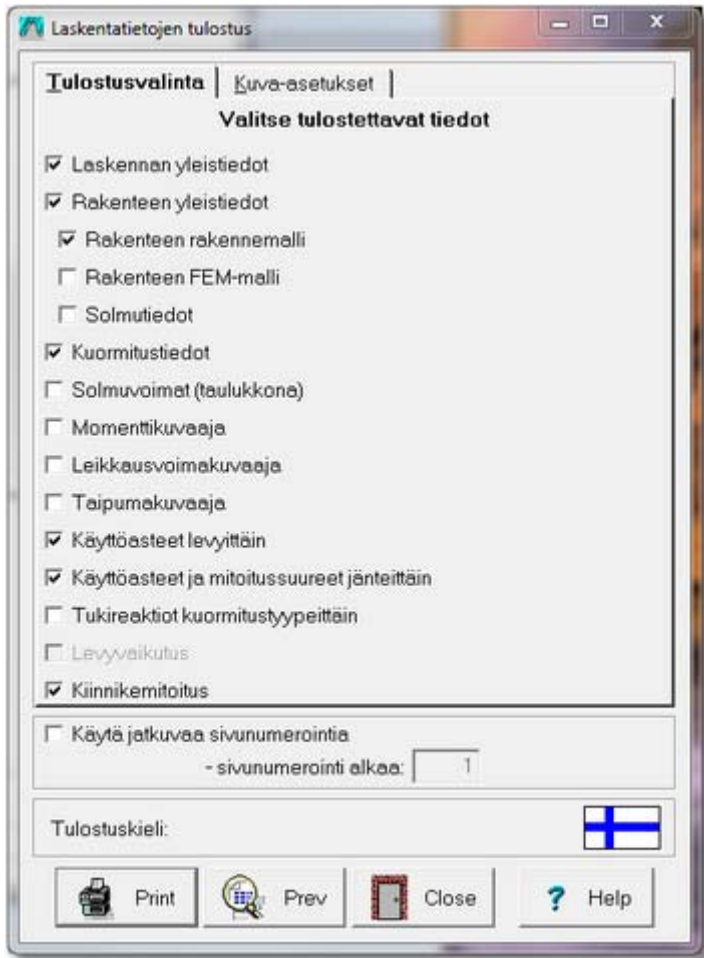 Laskentatietojen tulostus
Tulostusvalinta Kuva-asetukset
Valitse tulostettavat tiedot
Laskennan yleistiedot
Rakenteen yleistiedot
Rakenteen rakennemalli
Rakenteen FEM-malli
Solmutiedot
Kuormitustiedot
Solmuvoimat (taulukkona)
Momenttikuvaaja
Leikkausvoimakuvaaja
Taipumakuvaaja
Käyttöasteet levyittäin
Käyttöasteet ja mitoitussuureet jänteittäin
Tukireaktiot kuormitustyypeittäin
Levyvaikutus
Kiinnikemitoitus
Käytä jatkuvaa sivunumerointia
- sivunumerointi alkaa: 1
Tulostuskieli:
Print Prev Close Help